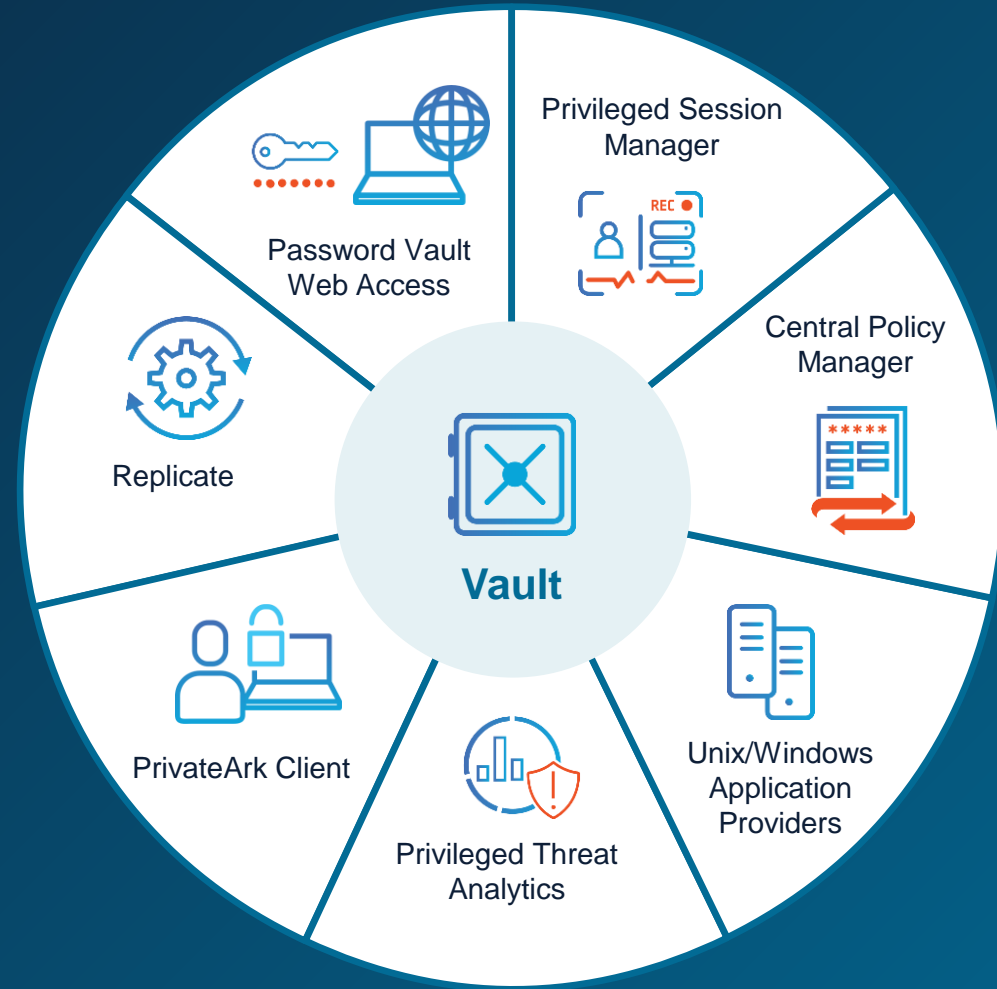 Privileged Session
Manager
REC
Password Vault
Web Access
Central Policy
Manager
*****
Replicate
Vault
Unix/Windows
Application
Providers
PrivateArk Client
Privileged Threat
Analytics